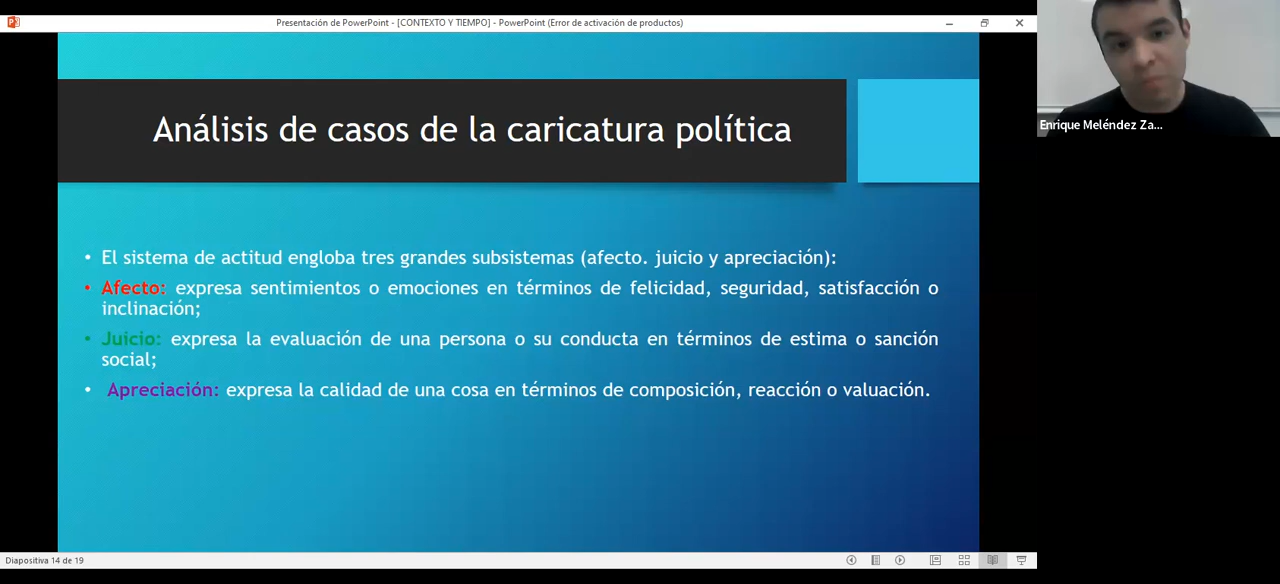 Presentación de PowerPoint - [CONTEXTO Y TIEMPO] - PowerPoint (Error de activación de productos)
Análisis de casos de la caricatura política
Enrique Meléndez Za...
• El sistema de actitud engloba tres grandes subsistemas (afecto. juicio y apreciación):
• Afecto: expresa sentimientos o emociones en términos de felicidad, seguridad, satisfacción o
inclinación;
• Juicio: expresa la evaluación de una persona o su conducta en términos de estima o sanción
social;
• Apreciación: expresa la calidad de una cosa en términos de composición, reacción o valuación.
Diapositiva 14 de 19